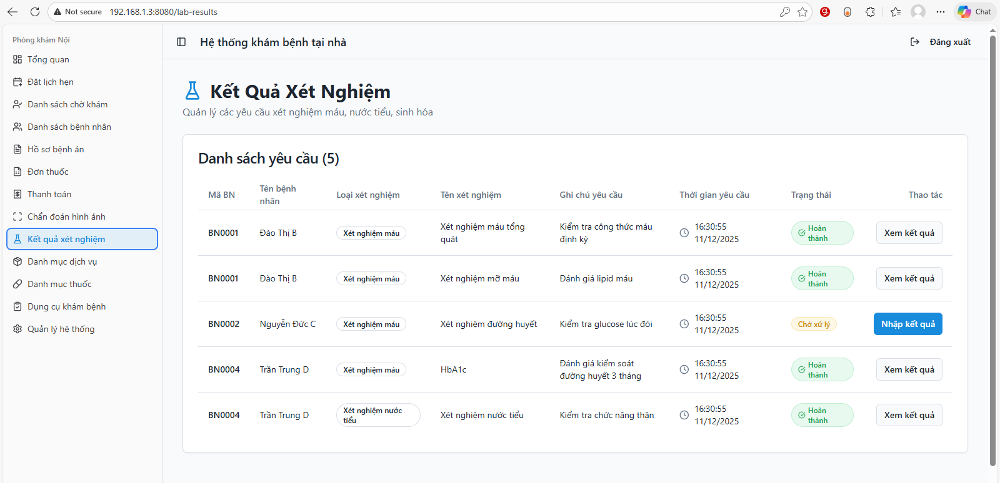 Not secure
192.168.1.3:8080/lab-results
Chat
Phòng khám Nội
Tổng quan
Đặt lịch hẹn
Danh sách chờ khám
Danh sách bệnh nhân
Hồ sơ bệnh án
Đơn thuốc
Thanh toán
Chẩn đoán hình ảnh
Kết quả xét nghiệm
Danh mục dịch vụ
Danh mục thuốc
Dụng cụ khám bệnh
Quản lý hệ thống
Hệ thống khám bệnh tại nhà
Đăng xuất
Kết Quả Xét Nghiệm
Quản lý các yêu cầu xét nghiệm máu, nước tiểu, sinh hóa
Danh sách yêu cầu (5)
Mã BN
Tên bệnh
nhân
Loại xét nghiệm
Tên xét nghiệm
Ghi chú yêu cầu
Thời gian yêu cầu
Trạng thái
Thao tác
BN0001
Đào Thị B
Xét nghiệm máu
Xét nghiệm máu tổng
quát
Kiểm tra công thức máu
định kỳ
16:30:55
11/12/2025
Hoàn
thành
Xem kết quả
BN0001
Đào Thị B
Xét nghiệm máu
Xét nghiệm mỡ máu
Đánh giá lipid máu
16:30:55
11/12/2025
Hoàn
thành
Xem kết quả
BN0002
Nguyễn Đức C
Xét nghiệm máu
Xét nghiệm đường huyết
Kiểm tra glucose lúc đói
16:30:55
11/12/2025
Chờ xử lý
Nhập kết quả
BN0004
Trần Trung D
Xét nghiệm máu
HbA1c
Đánh giá kiểm soát
đường huyết 3 tháng
16:30:55
11/12/2025
Hoàn
thành
Xem kết quả
BN0004
Trần Trung D
Xét nghiệm nước
tiểu
Xét nghiệm nước tiểu
Kiểm tra chức năng thận
16:30:55
11/12/2025
Hoàn
thành
Xem kết quả